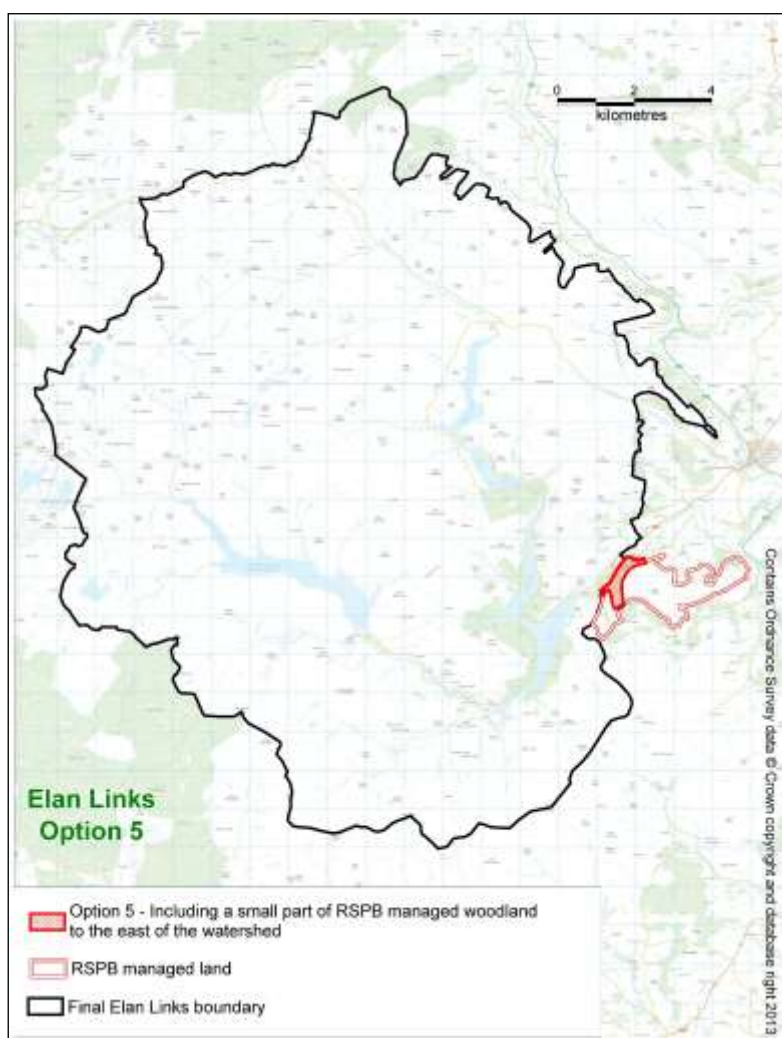 0 2 4
kilometres
Contains Ordnance Survey data © Crown copyright and database right 2013
Elan Links
Option 5
Option 5 - Including a small part of RSPB managed woodland
to the east of the watershed
RSPB managed land
Final Elan Links boundary